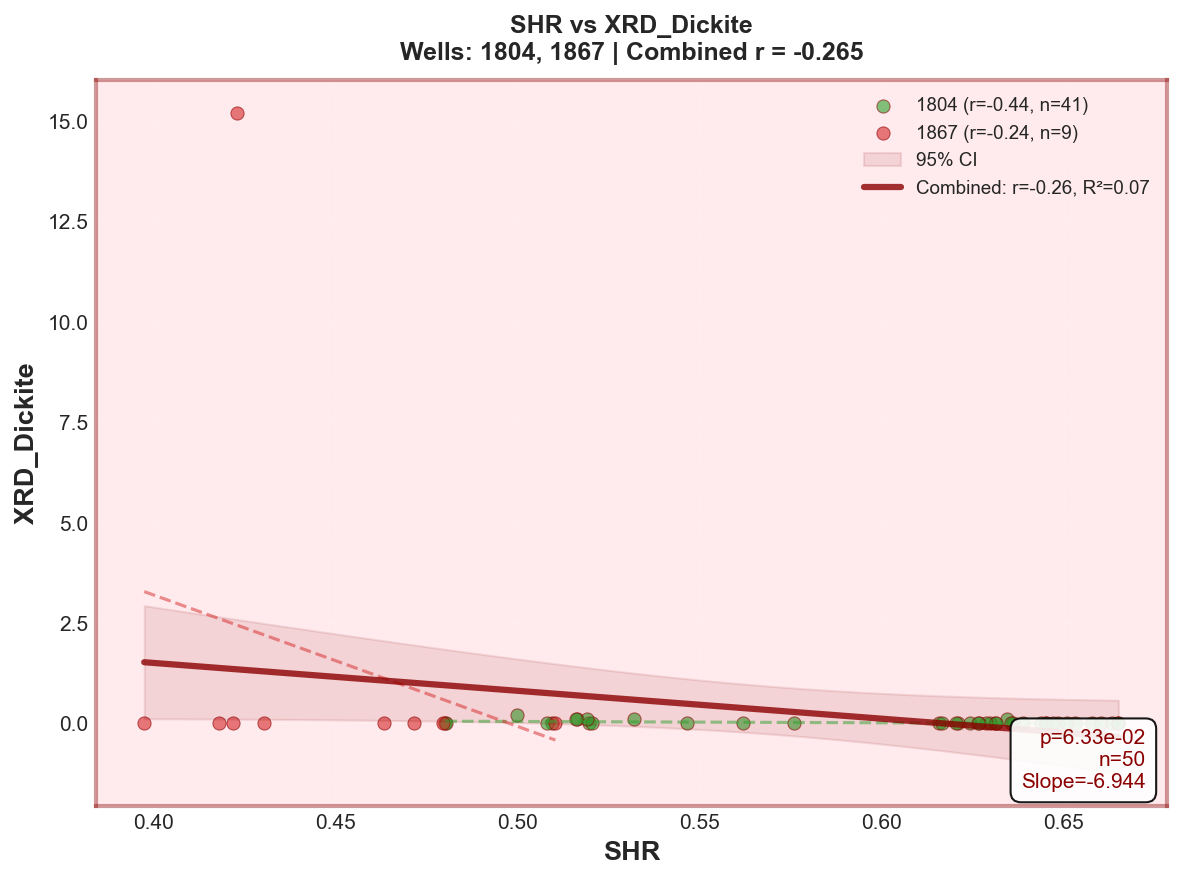 SHR vs XRD_Dickite
Wells: 1804, 1867 | Combined r = -0.265
1804 (r=-0.44, n=41)
1867 (r=-0.24, n=9)
95% CI
Combined: r=-0.26, R²=0.07
15.0
12.5
10.0
7.5
5.0
2.5
0.0
XRD_Dickite
p=6.33e-02
n=50
Slope=-6.944
0.40
0.45
0.50
0.55
0.60
0.65
SHR